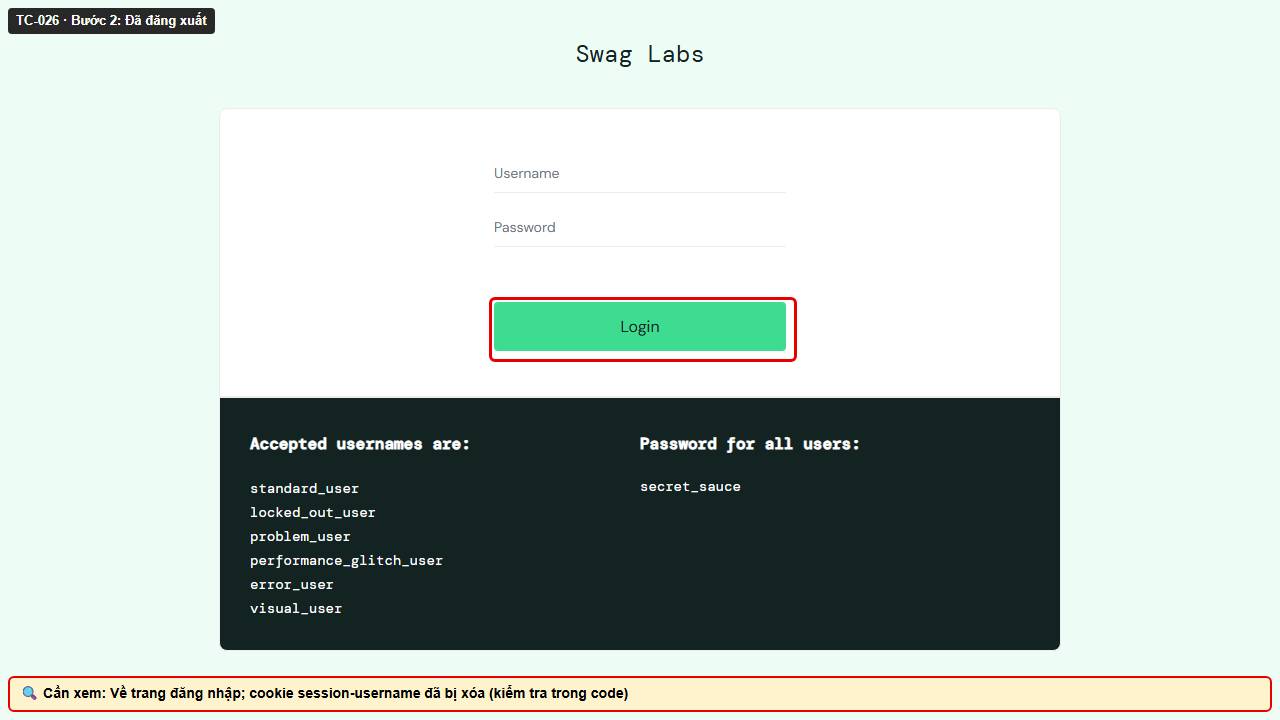 TC-026 · Bước 2: Đã đăng xuất
Swag Labs
Username
Password
Login
Accepted usernames are:
standard_user
locked_out_user
problem_user
performance_glitch_user
error_user
visual_user
Password for all users:
secret_sauce
🔍 Cần xem: Về trang đăng nhập; cookie session-username đã bị xóa (kiểm tra trong code)